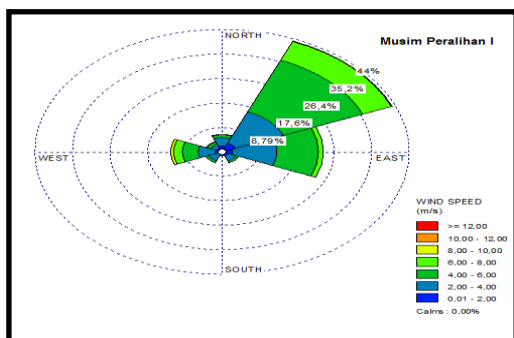 NORTH
Musim Peralihan I
44%
35,2%
26,4%
17,6%
8,79%
WEST
EAST
SOUTH
WIND SPEED
(m/s)
>= 12,00
10,00 - 12,00
8,00 - 10,00
6,00 - 8,00
4,00 - 6,00
2,00 - 4,00
0,01 - 2,00
Calms : 0,00%